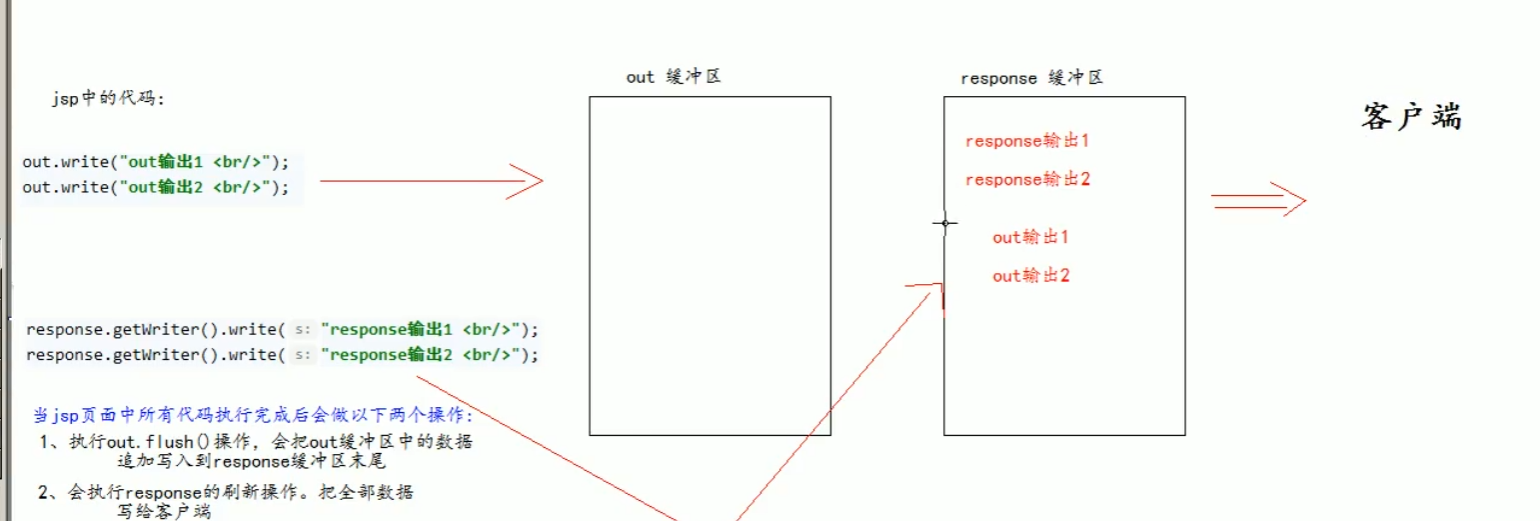 out 缓冲区
response 缓冲区
jsp中的代码:
客户端
out.write("out输出1 <br/>");
out.write("out输出2 <br/>");
response输出1
response输出2
out输出1
out输出2
response.getWriter().write( s: "response输出1 <br/>");
response.getWriter().write( s: "response输出2 <br/>");
当jsp页面中所有代码执行完成后会做以下两个操作:
1、执行out.flush()操作，会把out缓冲区中的数据
追加写入到response缓冲区末尾
2、会执行response的刷新操作。把全部数据
写给客户端